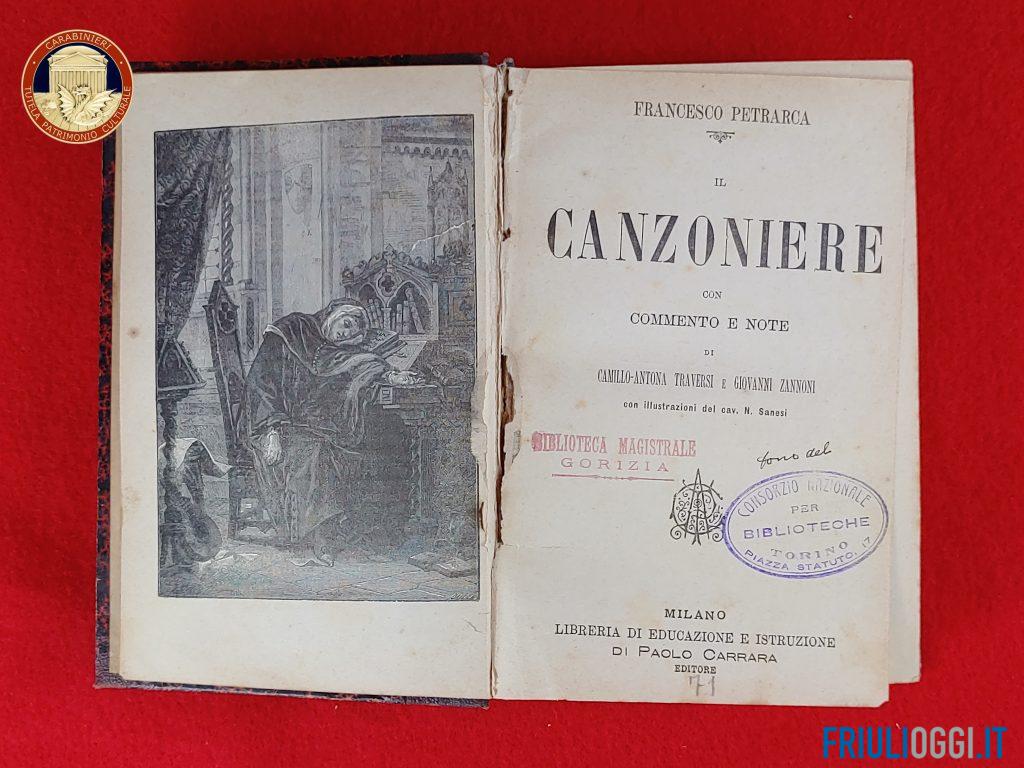 CARABINIERI
TUTELA PATRIMONIO CULTURALE
FRANCESCO PETRARCA
IL
CANZONIERE
CON
COMMENTO E NOTE
DI
CAMILLO-ANTONA TRAVERSI E GIOVANNI ZANNONI
con illustrazioni del cav. N. Sanesi
BIBLIOTECA MAGISTRALE
GORIZIA
CONSORZIO NAZIONALE
PER
BIBLIOTECHE
TORINO
PIAZZA STATUTO, 17
MILANO
LIBRERIA DI EDUCAZIONE E ISTRUZIONE
DI PAOLO CARRARA
EDITORE
71
FRIULIOGGI.IT